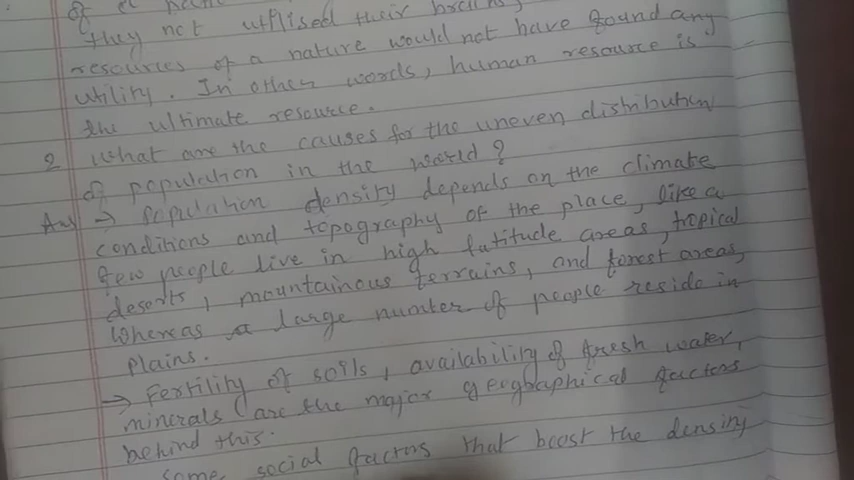 of
they not utilised their brains,
resources of a nature would not have found any
utility. In other words, human resource is
the ultimate resource.
2 What are the causes for the uneven distribution
of population in the world?
Ans → Population density depends on the climate
conditions and topography of the place, like a
few people live in high latitude areas, tropical
deserts, mountainous terrains, and forest areas,
Whereas a large number of people reside in
plains.
→ Fertility of soils, availability of fresh water,
minerals are the major geographical factors
behind this.
Some social factors that boost the density